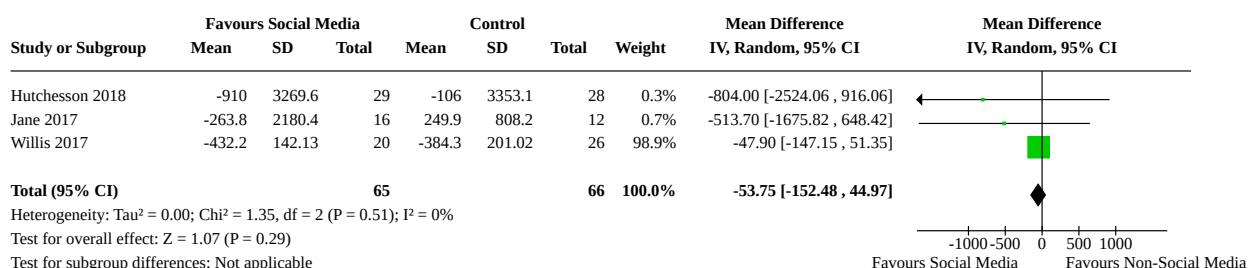 Favours Social Media Control Mean Difference Mean Difference
Study or Subgroup Mean SD Total Mean SD Total Weight IV, Random, 95% CI IV, Random, 95% CI
Hutchesson 2018 -910 3269.6 29 -106 3353.1 28 0.3% -804.00 [-2524.06 , 916.06]
Jane 2017 -263.8 2180.4 16 249.9 808.2 12 0.7% -513.70 [-1675.82 , 648.42]
Willis 2017 -432.2 142.13 20 -384.3 201.02 26 98.9% -47.90 [-147.15 , 51.35]
Total (95% CI) 65 66 100.0% -53.75 [-152.48 , 44.97]
Heterogeneity: Tau² = 0.00; Chi² = 1.35, df = 2 (P = 0.51); I² = 0%
Test for overall effect: Z = 1.07 (P = 0.29) -1000 -500 0 500 1000
Test for subgroup differences: Not applicable Favours Social Media Favours Non-Social Media